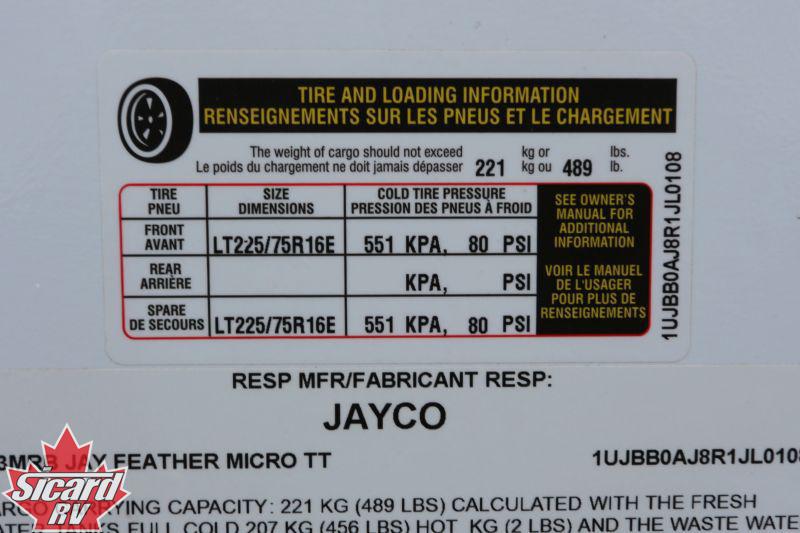 TIRE AND LOADING INFORMATION
RENSEIGNEMENTS SUR LES PNEUS ET LE CHARGEMENT
The weight of cargo should not exceed kg or lbs.
Le poids du chargement ne doit jamais dépasser 221 kg ou 489 lb.
TIRE SIZE COLD TIRE PRESSURE
PNEU DIMENSIONS PRESSION DES PNEUS À FROID
FRONT
AVANT LT225/75R16E 551 KPA, 80 PSI
REAR
ARRIÈRE KPA, PSI
SPARE
DE SECOURS LT225/75R16E 551 KPA, 80 PSI
SEE OWNER'S
MANUAL FOR
ADDITIONAL
INFORMATION
VOIR LE MANUEL
DE L'USAGER
POUR PLUS DE
RENSEIGNEMENTS
1UJBB0AJ8R1JL0108
RESP MFR/FABRICANT RESP:
JAYCO
JAY FEATHER MICRO TT 1UJBB0AJ8R1JL0108
CAPACITY: 221 KG (489 LBS) CALCULATED WITH THE FRESH
FULL COLD 207 KG (456 LBS) HOT KG (2 LBS) AND THE WASTE
Sicard
RV